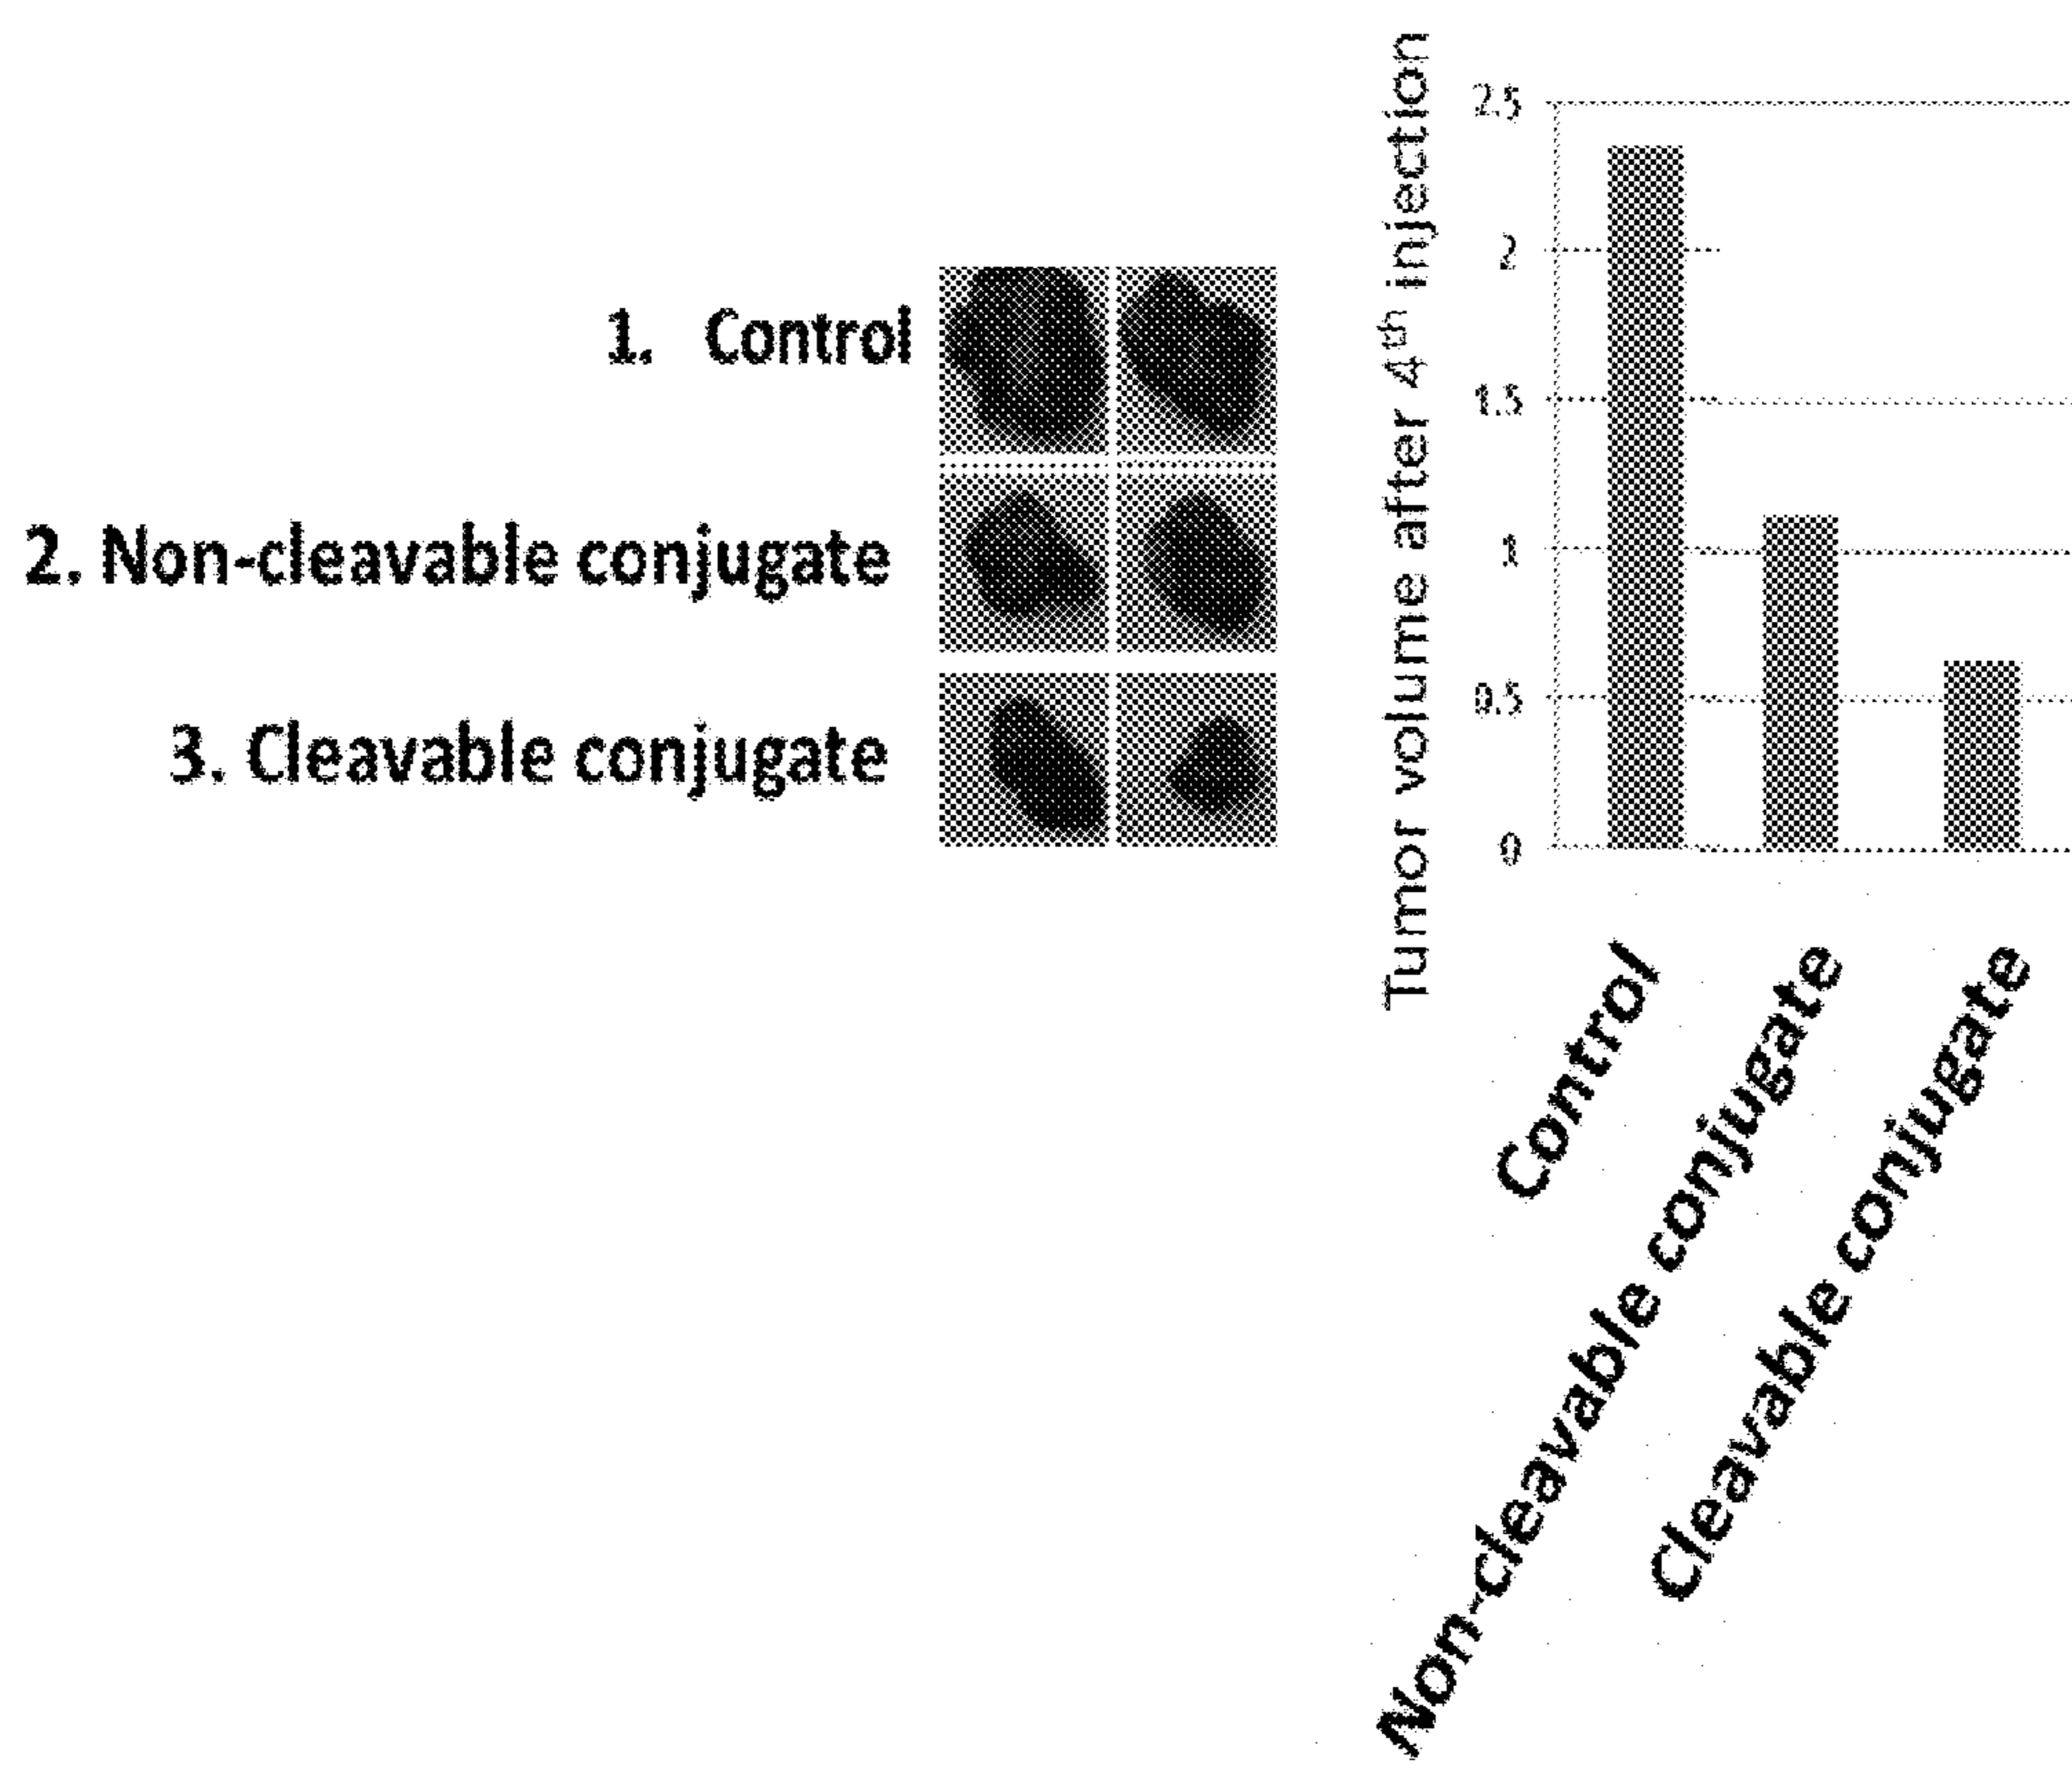 1. Control
2. Non-cleavable conjugate
3. Cleavable conjugate
Tumor volume after 4th injection
2.5
2
1.5
1
0.5
0
Control
Non-cleavable conjugate
Cleavable conjugate